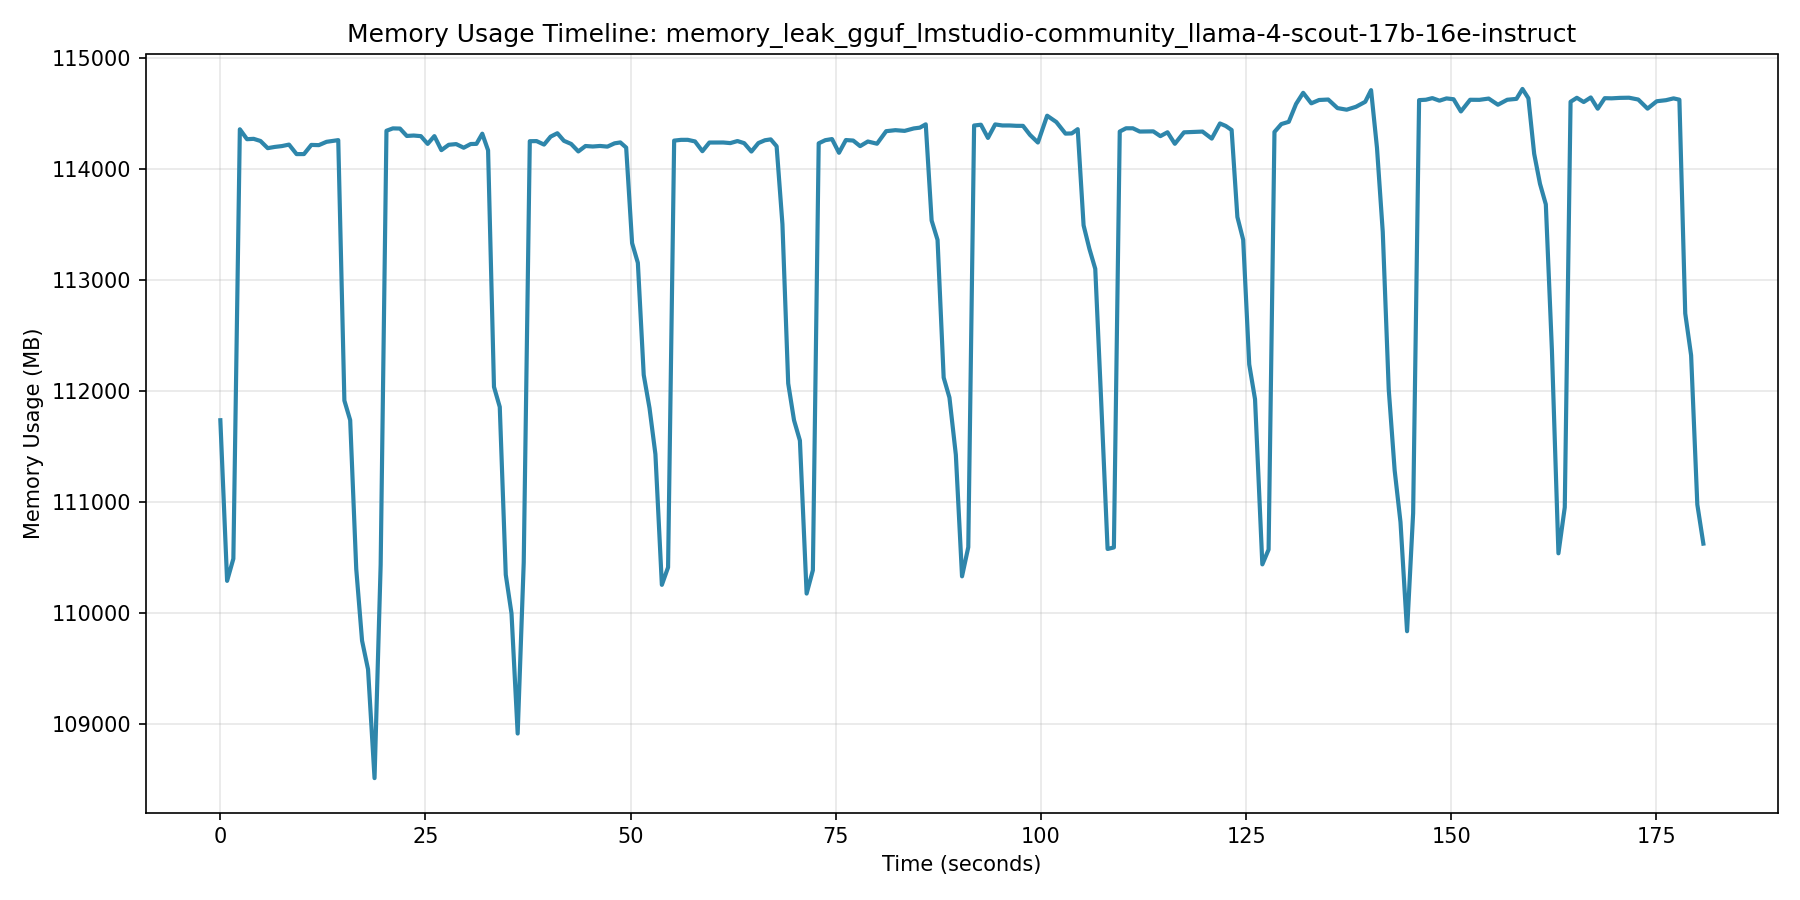 Memory Usage Timeline: memory_leak_gguf_lmstudio-community_llama-4-scout-17b-16e-instruct
Memory Usage (MB)
115000
114000
113000
112000
111000
110000
109000
0 25 50 75 100 125 150 175
Time (seconds)